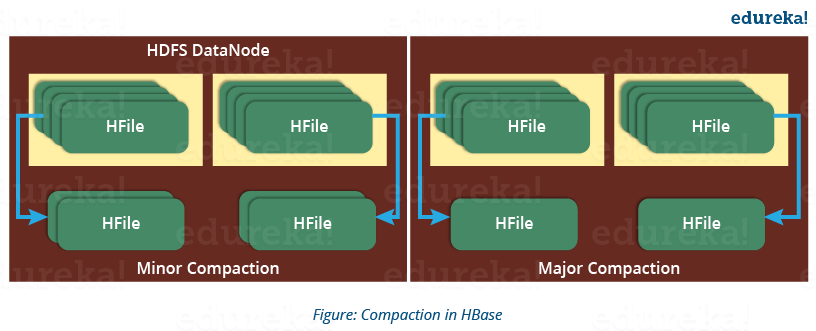 edureka!
HDFS DataNode
HFile
HFile
HFile
HFile
HFile
HFile
HFile
HFile
Minor Compaction
Major Compaction
Figure: Compaction in HBase